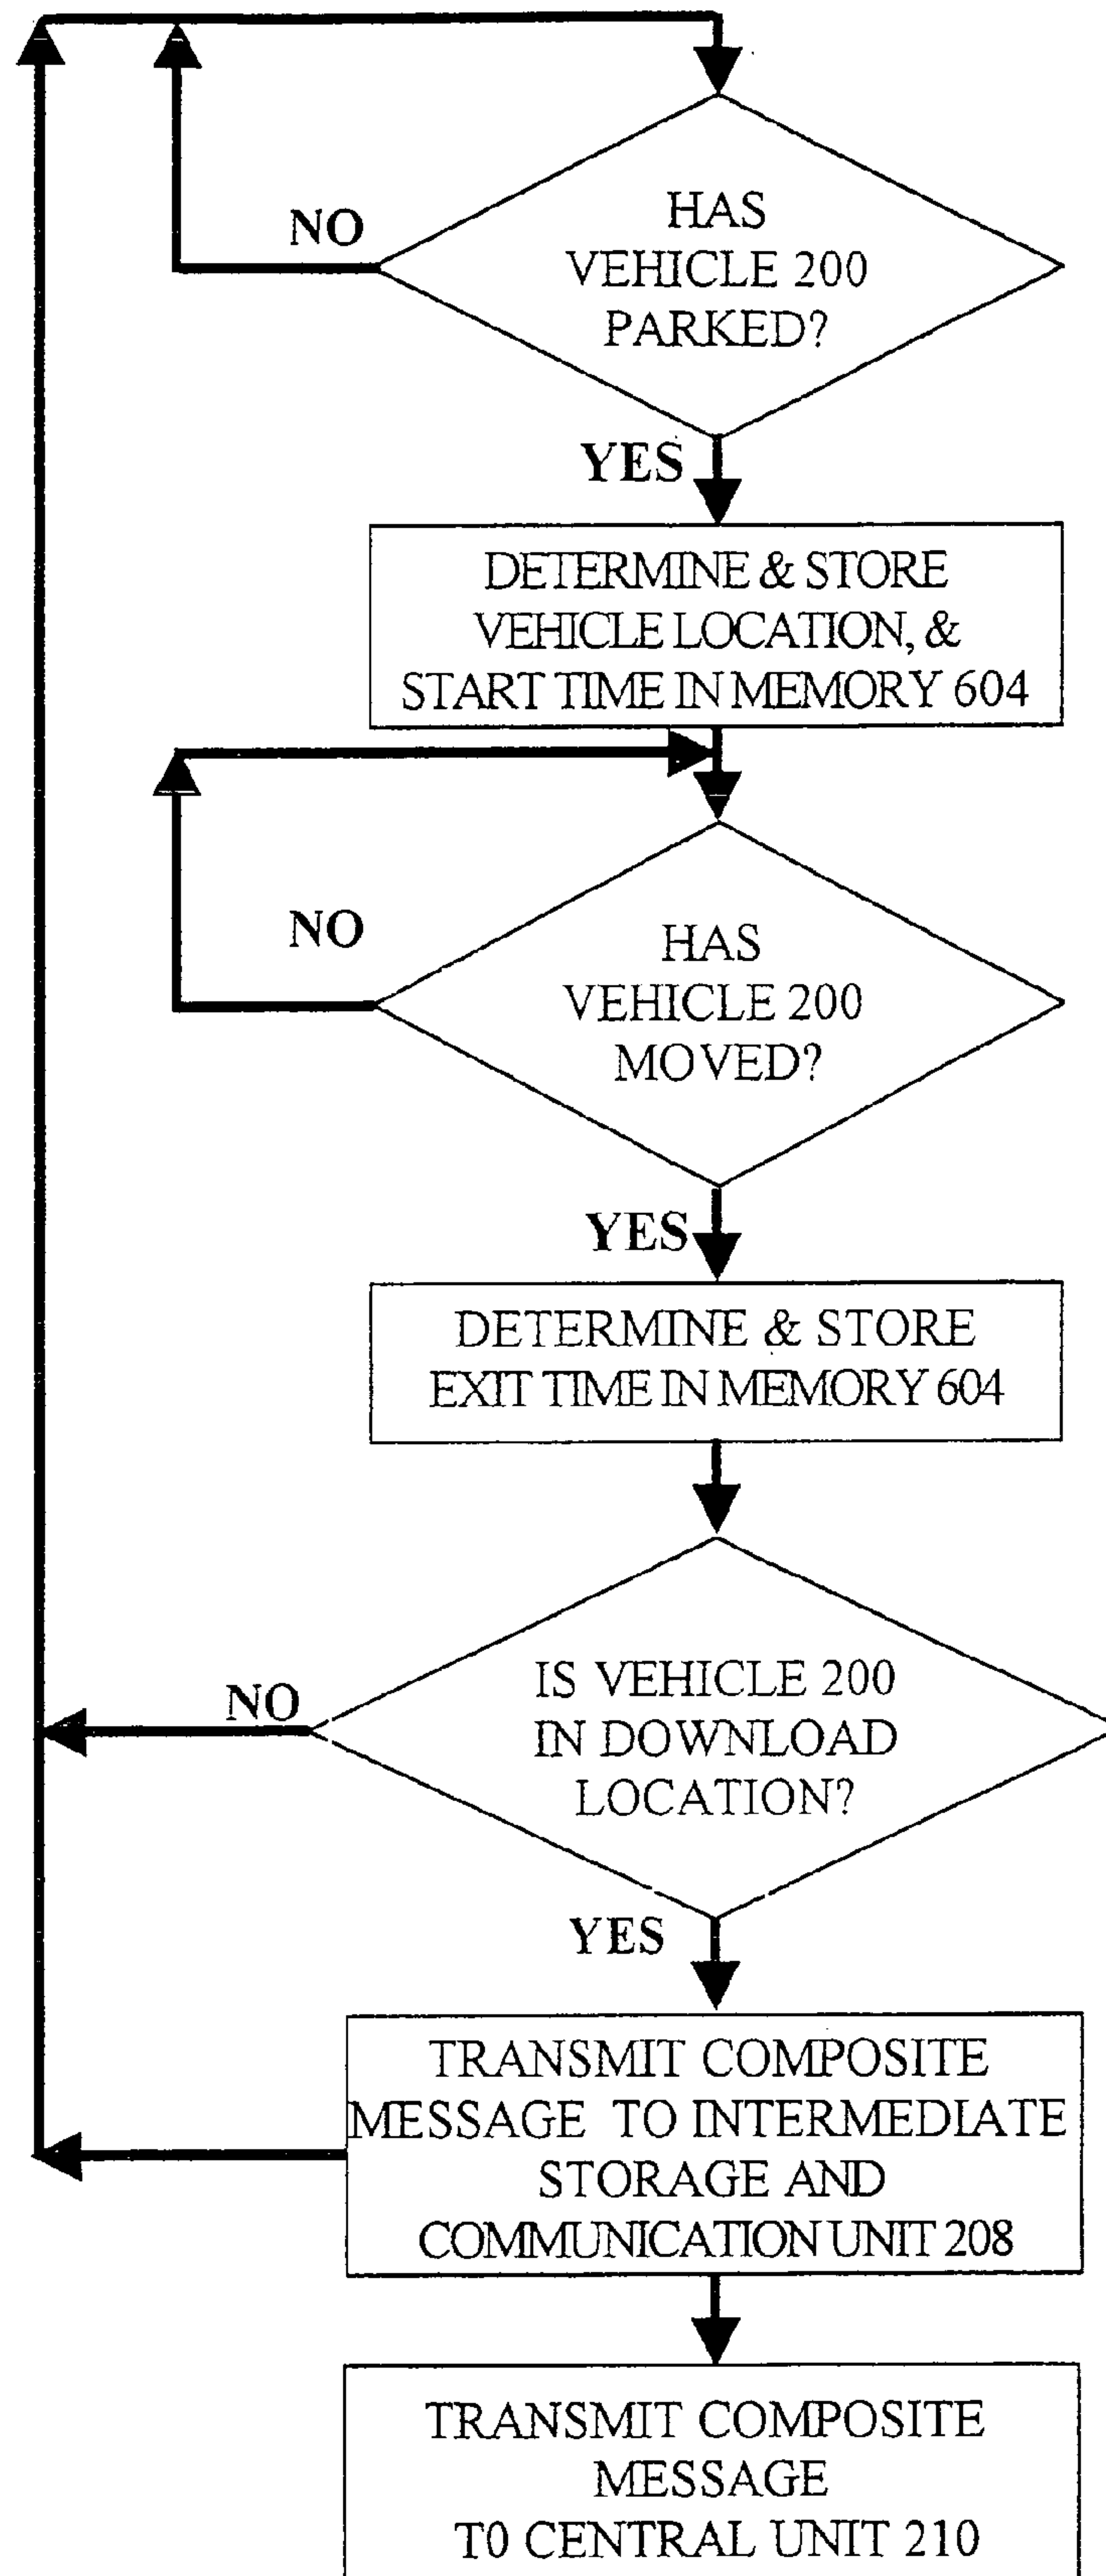 HAS
VEHICLE 200
PARKED?
NO
YES
DETERMINE & STORE
VEHICLE LOCATION, &
START TIME IN MEMORY 604
HAS
VEHICLE 200
MOVED?
NO
YES
DETERMINE & STORE
EXIT TIME IN MEMORY 604
IS VEHICLE 200
IN DOWNLOAD
LOCATION?
NO
YES
TRANSMIT COMPOSITE
MESSAGE TO INTERMEDIATE
STORAGE AND
COMMUNICATION UNIT 208
TRANSMIT COMPOSITE
MESSAGE
T0 CENTRAL UNIT 210